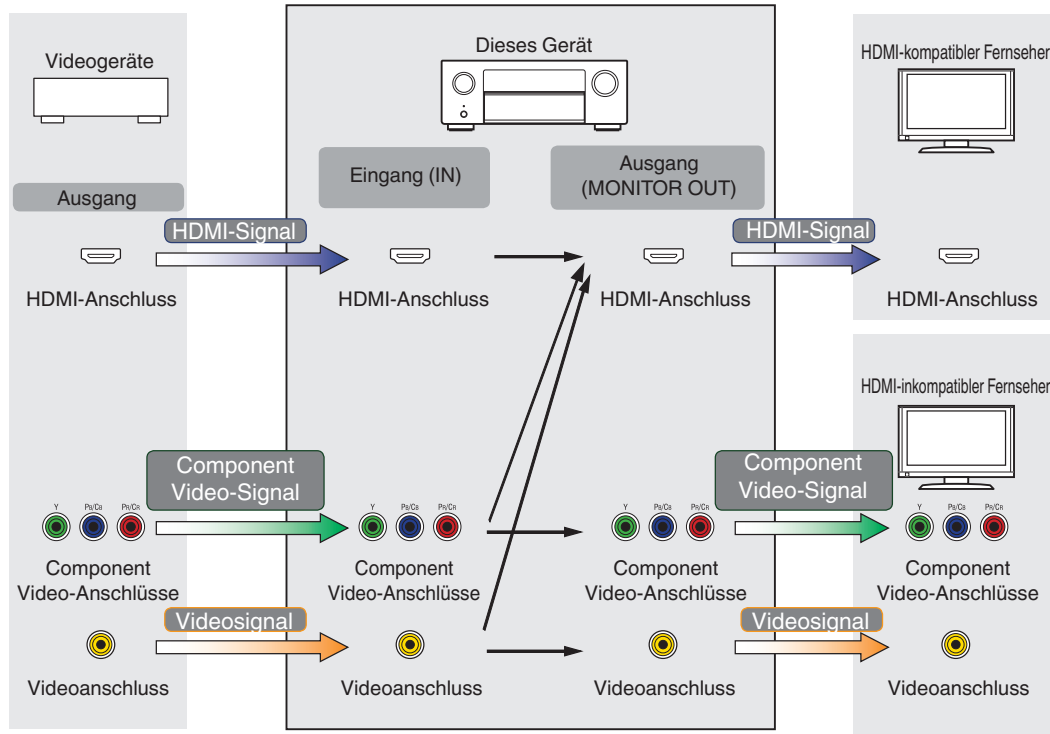 Videogeräte
Dieses Gerät
HDMI-kompatibler Fernseher
Ausgang
Eingang (IN)
Ausgang
(MONITOR OUT)
HDMI-Signal
HDMI-Signal
HDMI-Anschluss
HDMI-Anschluss
HDMI-Anschluss
HDMI-Anschluss
HDMI-inkompatibler Fernseher
Component
Video-Signal
Component
Video-Signal
Y PB/CB PR/CR
Y PB/CB PR/CR
Y PB/CB PR/CR
Y PB/CB PR/CR
Component
Video-Anschlüsse
Component
Video-Anschlüsse
Component
Video-Anschlüsse
Component
Video-Anschlüsse
Videosignal
Videosignal
Videoanschluss
Videoanschluss
Videoanschluss
Videoanschluss